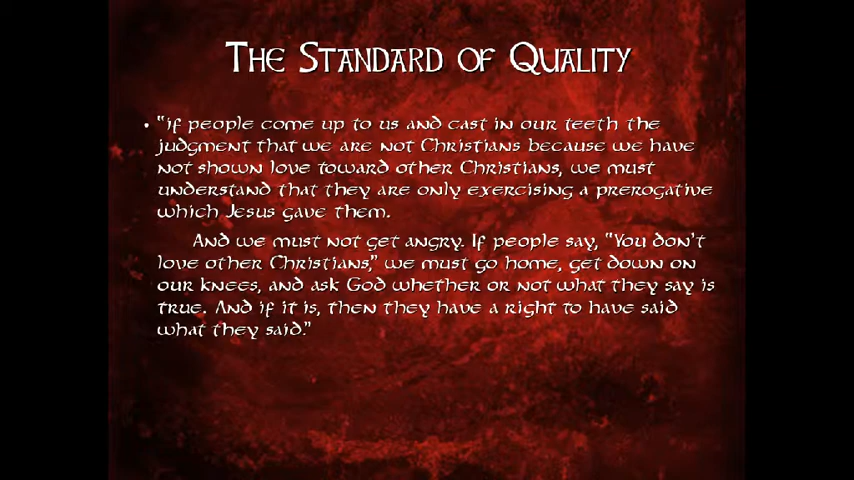 The Standard of Quality
• "if people come up to us and cast in our teeth the
judgment that we are not Christians because we have
not shown love toward other Christians, we must
understand that they are only exercising a prerogative
which Jesus gave them.
And we must not get angry. If people say, "You don't
love other Christians," we must go home, get down on
our knees, and ask God whether or not what they say is
true. And if it is, then they have a right to have said
what they said."